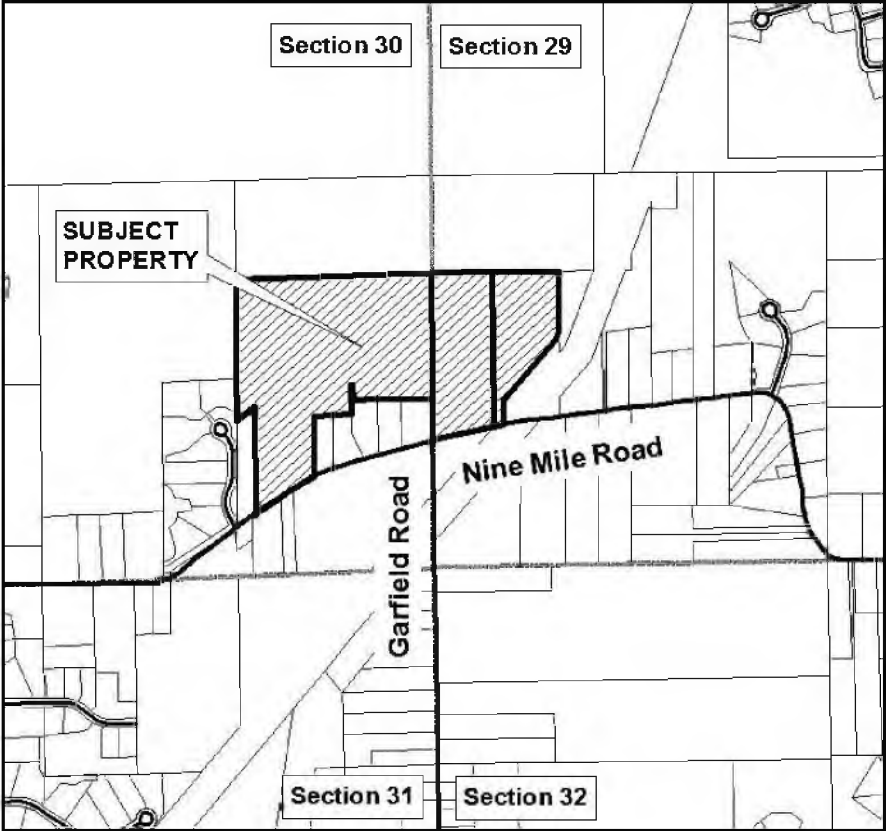 Section 30
Section 29
SUBJECT
PROPERTY
Nine Mile Road
Garfield Road
Section 31
Section 32